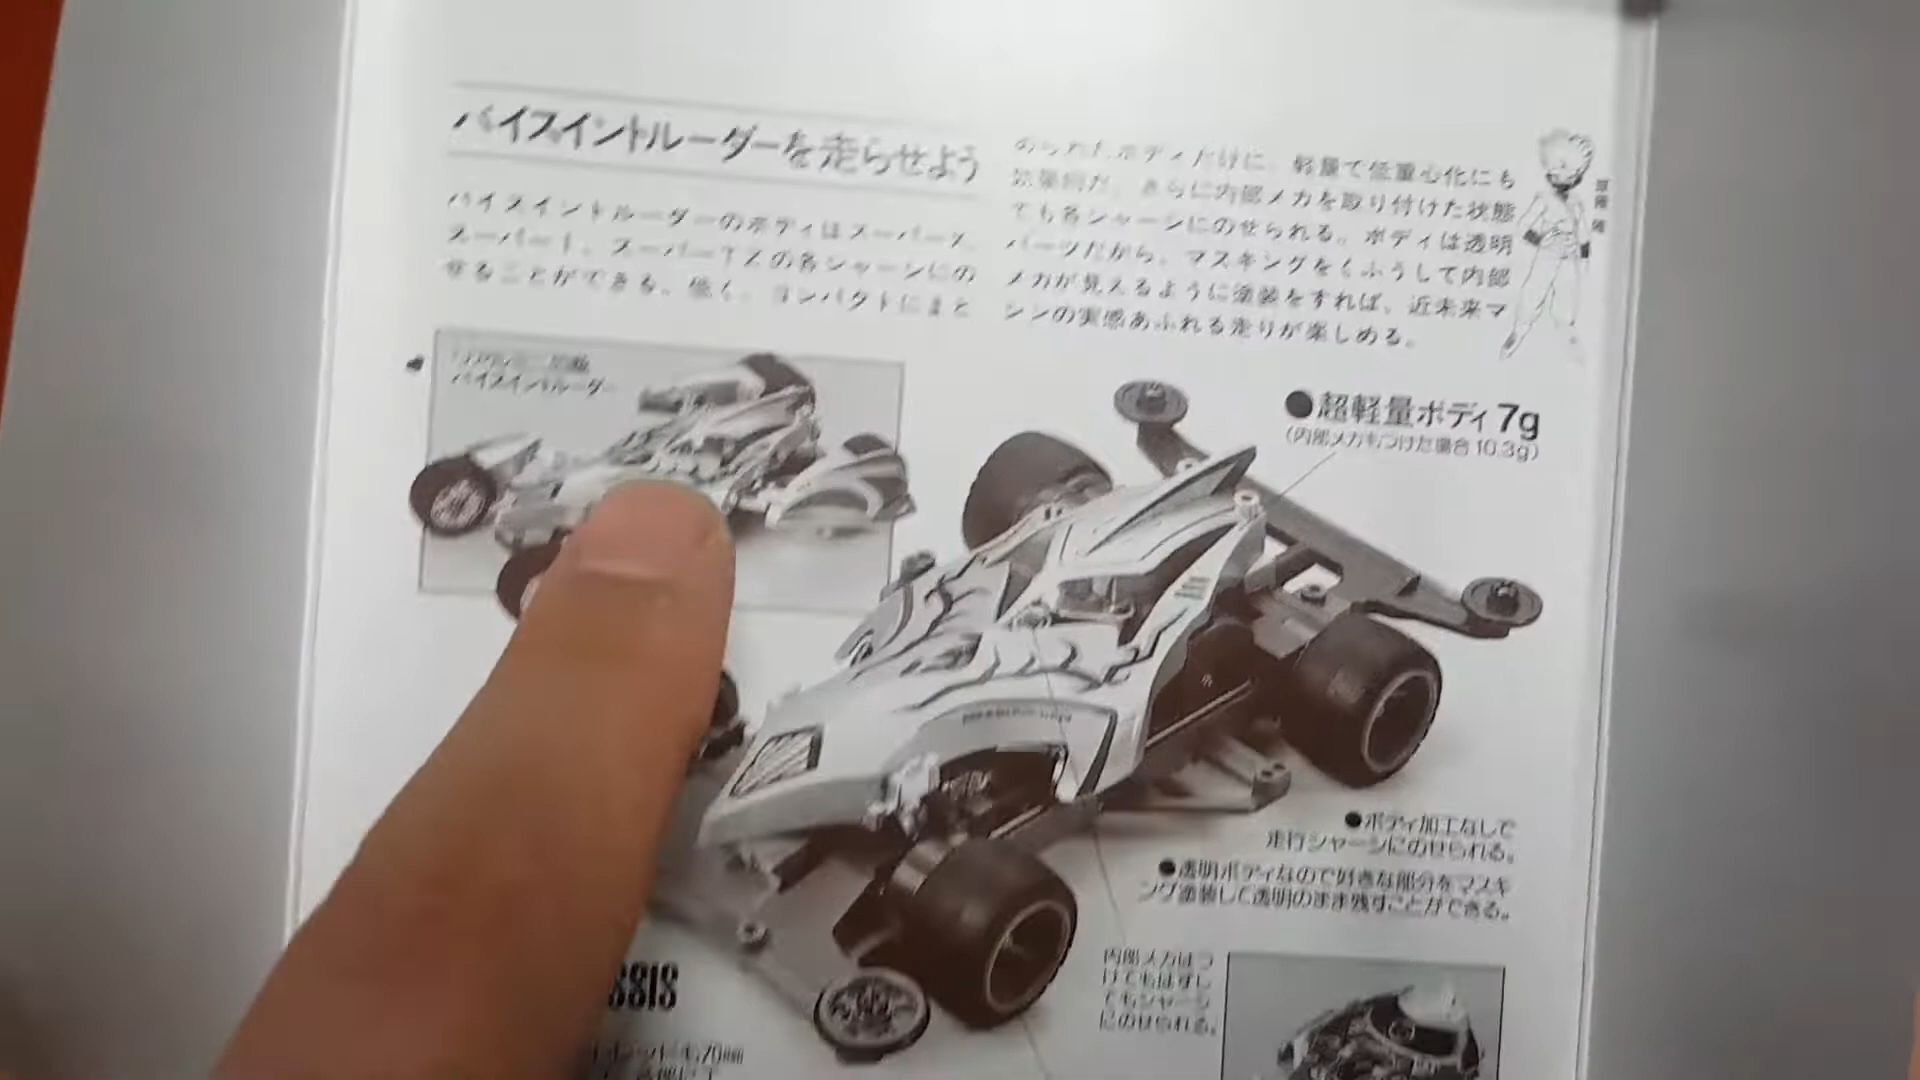 バイスイントルーダーを走らせよう
バイスイントルーダーのボディはスーパーX、
スーパー1、スーパーTZの各シャーシにの
せることができる。低く、コンパクトにまと
められたボディだけに、軽量で低重心化にも
効果的だ。さらに内部メカを取り付けた状態
でも各シャーシにのせられる。ボディは透明
パーツだから、マスキングをくふうして内部
メカが見えるように塗装をすれば、近未来マ
シンの実感あふれる走りが楽しめる。
バイスイントルーダー
●超軽量ボディ7g
(内部メカもつけた場合10.3g)
●ボディ加工なしで
走行シャーシにのせられる。
●透明ボディなので好きな部分をマスキ
ング塗装して透明のまま残すことができる。
内部メカはつ
けてもはずし
てもシャーシ
にのせられる。
SSIS
70mm